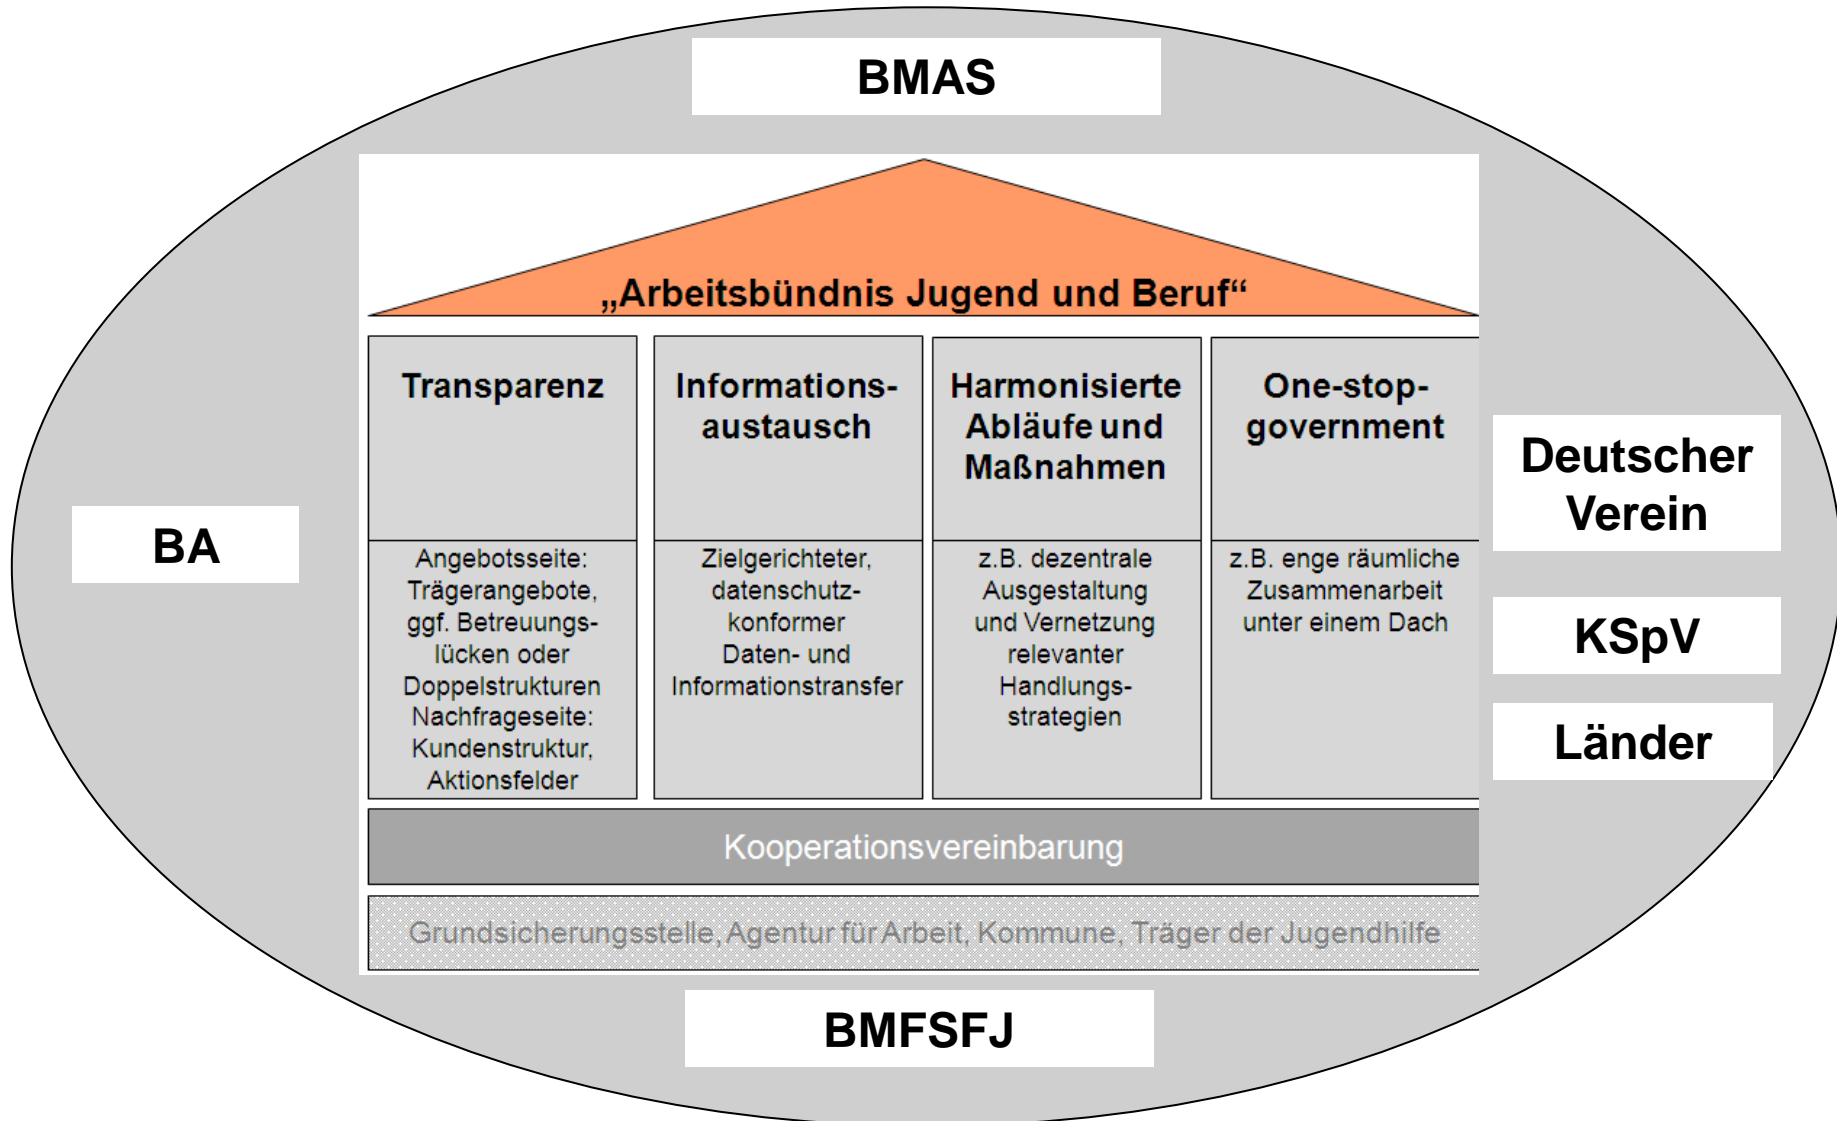 BMAS
„Arbeitsbündnis Jugend und Beruf“
Transparenz
Angebotsseite:
Trägerangebote,
ggf. Betreuungs-
lücken oder
Doppelstrukturen
Nachfrageseite:
Kundenstruktur,
Aktionsfelder
Informations-
austausch
Zielgerichteter,
datenschutz-
konformer
Daten- und
Informationstransfer
Harmonisierte
Abläufe und
Maßnahmen
z.B. dezentrale
Ausgestaltung
und Vernetzung
relevanter
Handlungs-
strategien
One-stop-
government
z.B. enge räumliche
Zusammenarbeit
unter einem Dach
Kooperationsvereinbarung
Grundsicherungsstelle, Agentur für Arbeit, Kommune, Träger der Jugendhilfe
BA
Deutscher
Verein
KSpV
Länder
BMFSFJ